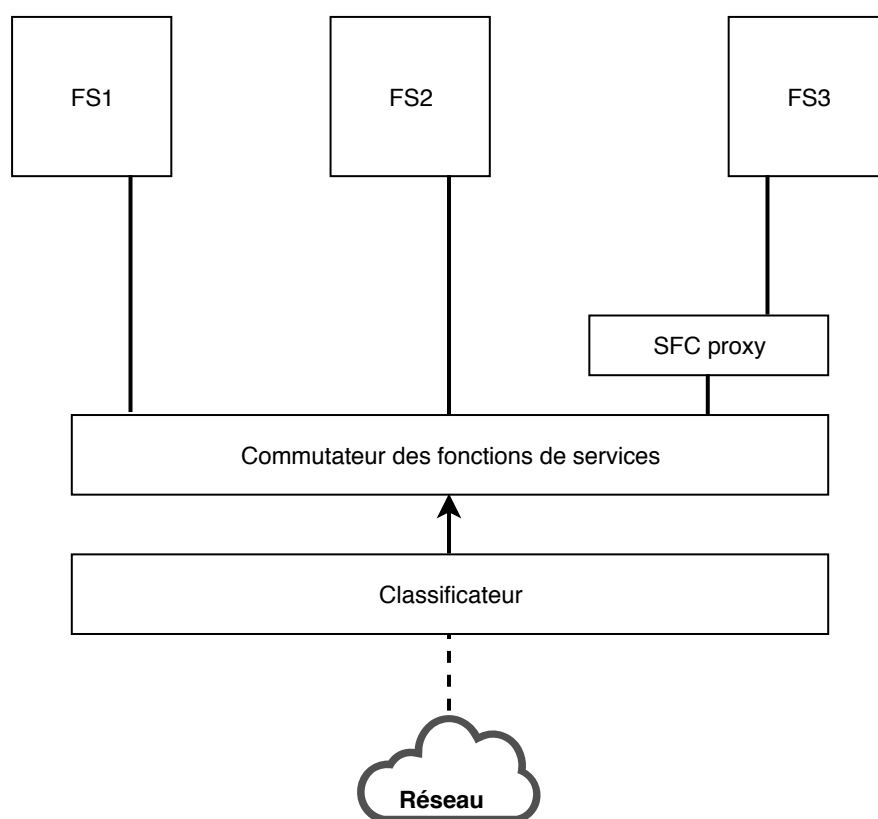 FS1
FS2
FS3
SFC proxy
Commutateur des fonctions de services
Classificateur
Réseau